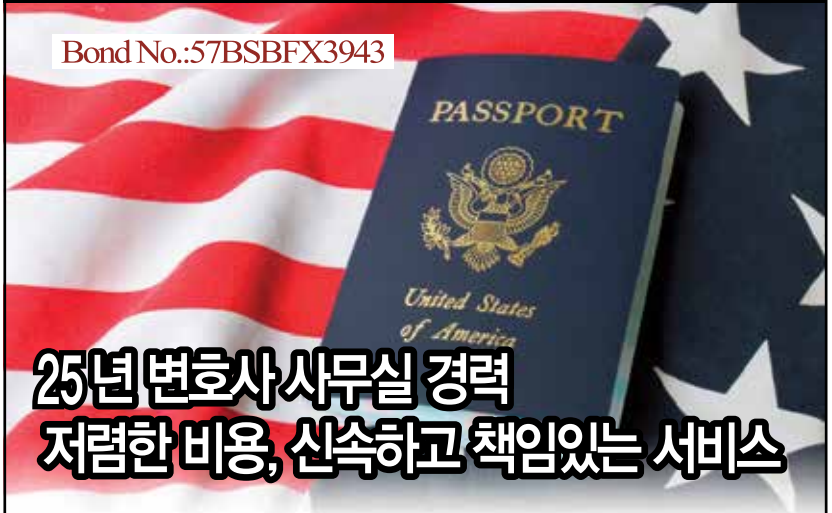 Bond No.:57BSBFX3943
PASSPORT
United States
of America
25년 변호사 사무실 경력
저렴한 비용, 신속하고 책임있는 서비스